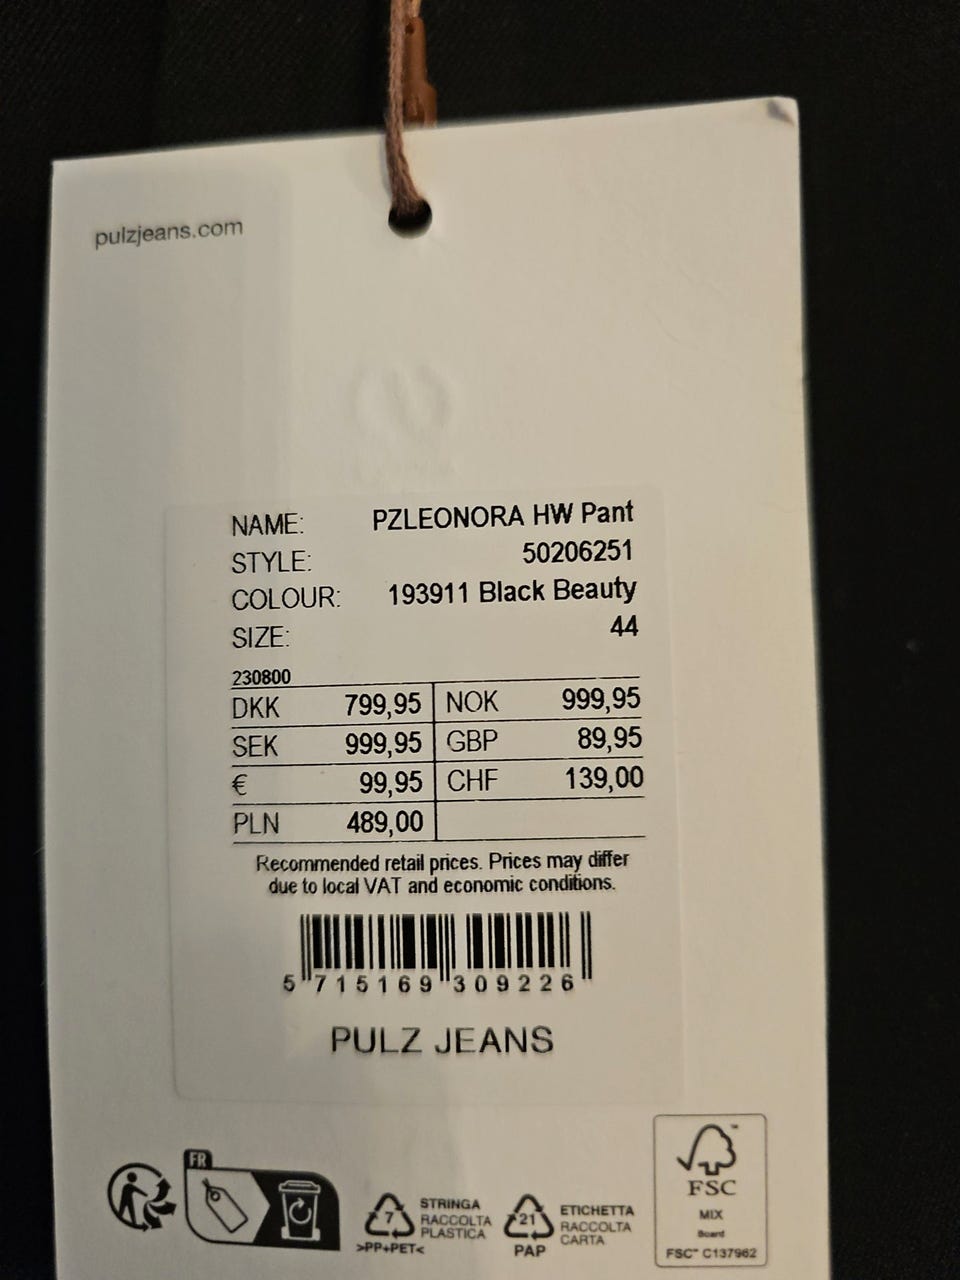 pulzjeans.com
NAME: PZLEONORA HW Pant
STYLE: 50206251
COLOUR: 193911 Black Beauty
SIZE: 44
230800
DKK 799,95 NOK 999,95
SEK 999,95 GBP 89,95
€ 99,95 CHF 139,00
PLN 489,00
Recommended retail prices. Prices may differ
due to local VAT and economic conditions.
5 715169 309226
PULZ JEANS
FR
7
STRINGA
RACCOLTA
PLASTICA
>PP+PET<
21
PAP
ETICHETTA
RACCOLTA
CARTA
FSC
MIX
Board
FSC™ C137962